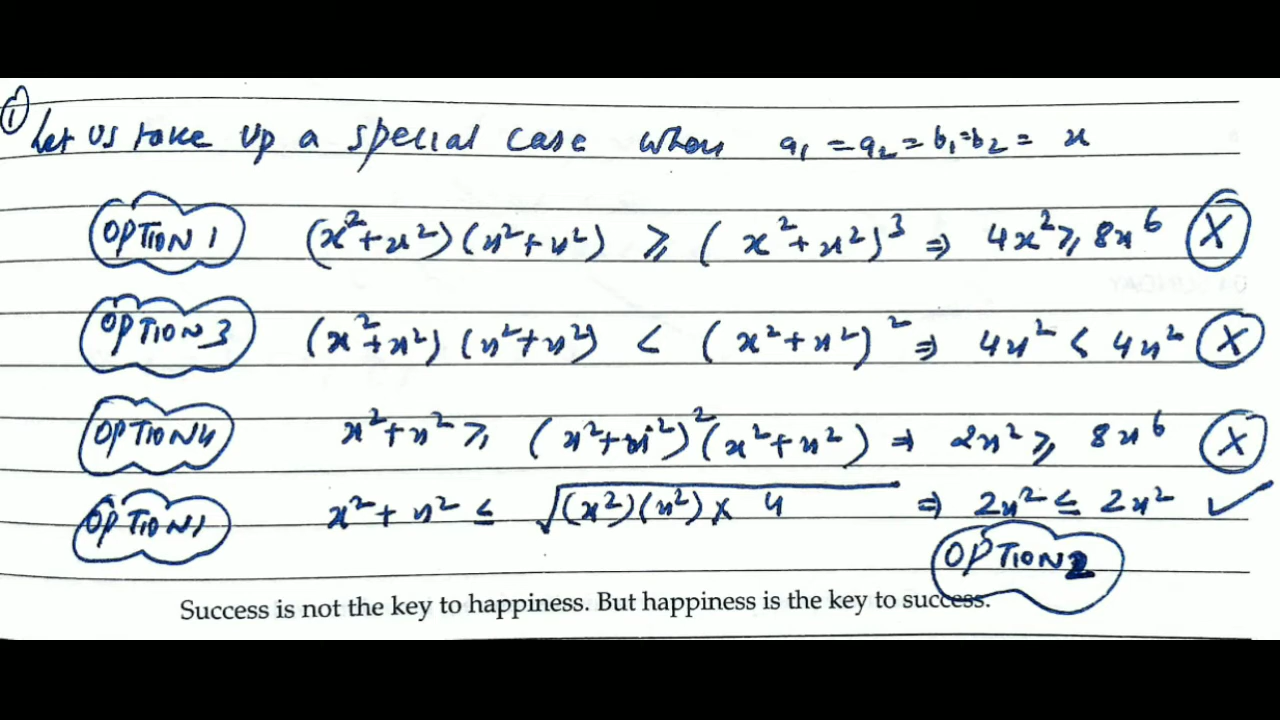 ① Let us take up a special case when a₁ = a₂ = b₁ = b₂ = x
OPTION 1 (x² + x²) (x² + x²) ≥ (x² + x²)³ ⇒ 4x² ≥ 8x⁶ X
OPTION 3 (x² + x²) (x² + x²) < (x² + x²)² ⇒ 4x² < 4x² X
OPTION 4 x² + x² ≥ (x² + x²)² (x² + x²) ⇒ 2x² ≥ 8x⁶ X
OPTION 1 x² + x² ≤ √(x²)(x²) × 4 ⇒ 2x² ≤ 2x² ✓
OPTION 2
Success is not the key to happiness. But happiness is the key to success.